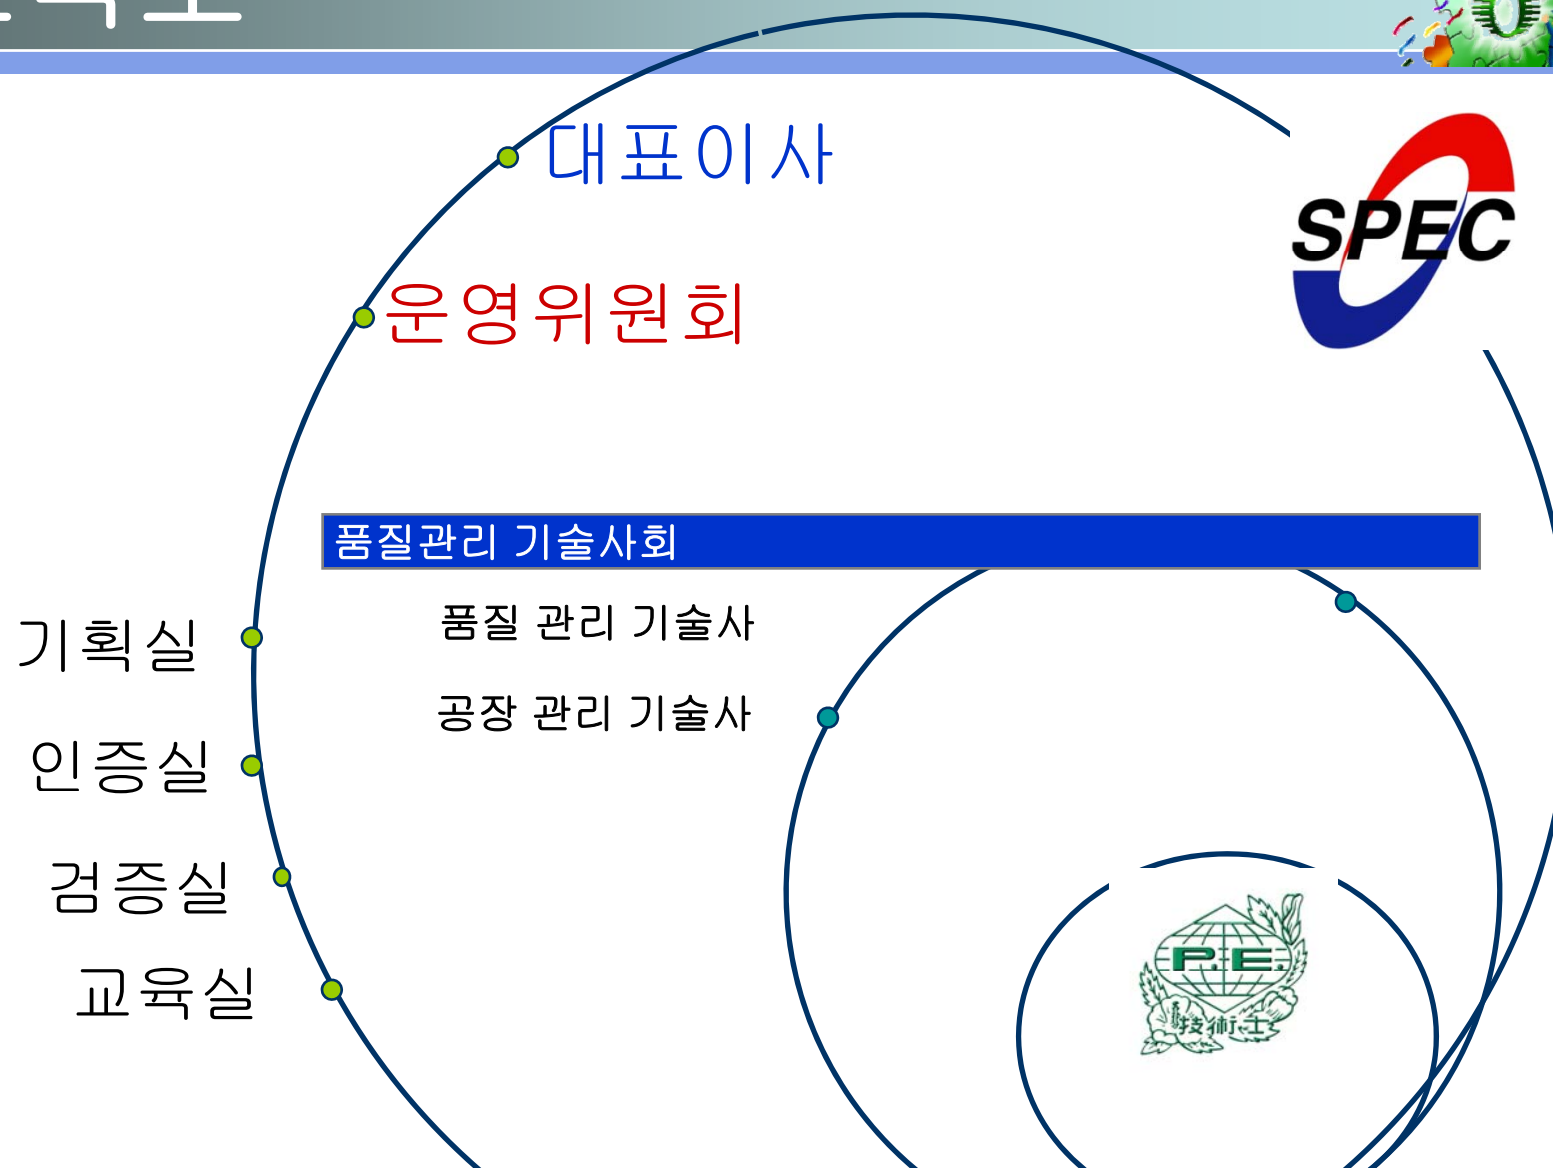 대표이사
SPEC
운영위원회
품질관리 기술사회
품질 관리 기술사
기획실
공장 관리 기술사
인증실
검증실
교육실
P.E.
技術士